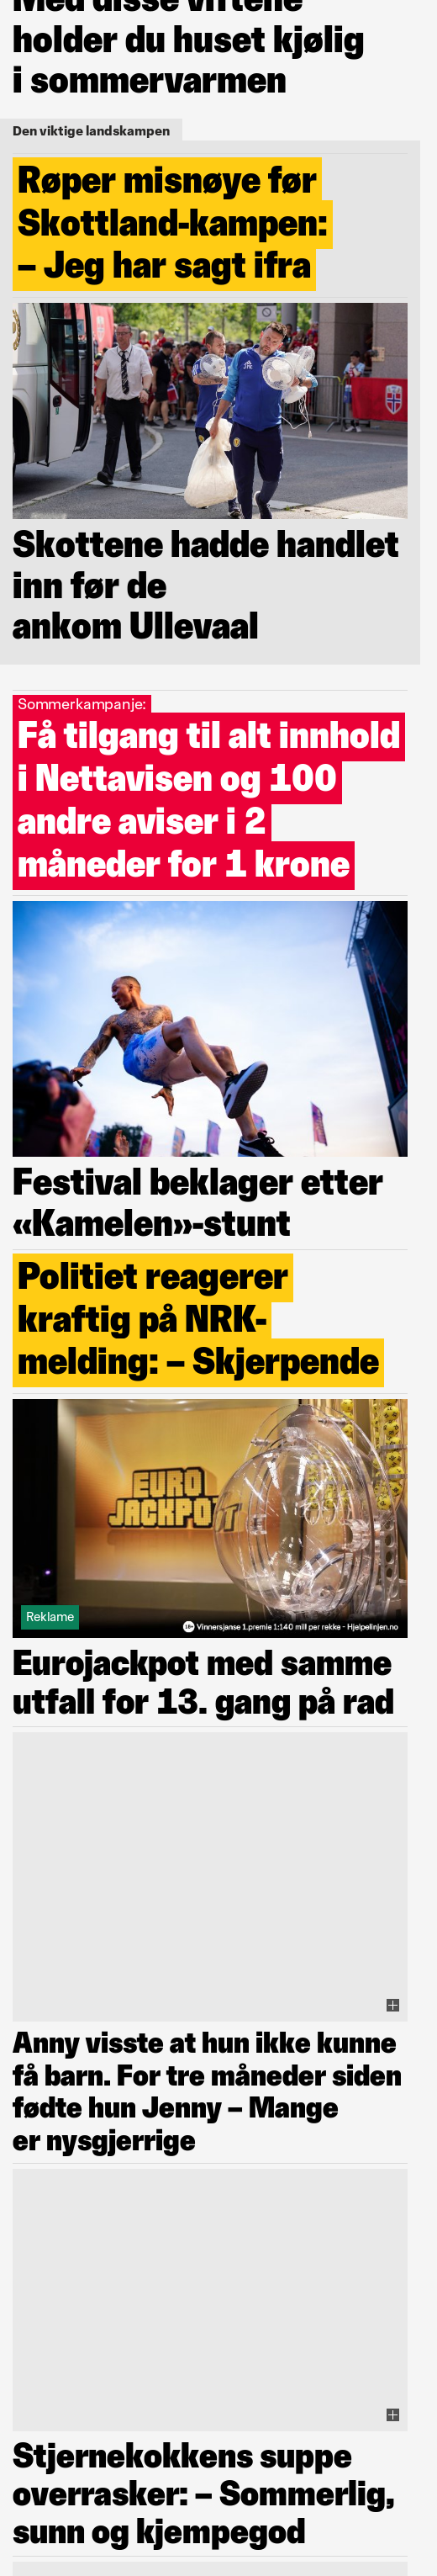 Med disse viftene
holder du huset kjølig
i sommervarmen
Den viktige landskampen
Røper misnøye før
Skottland-kampen:
– Jeg har sagt ifra
Skottene hadde handlet
inn før de
ankom Ullevaal
Sommerkampanje:
Få tilgang til alt innhold
i Nettavisen og 100
andre aviser i 2
måneder for 1 krone
Festival beklager etter
«Kamelen»-stunt
Politiet reagerer
kraftig på NRK-
melding: – Skjerpende
EURO
JACKPOT
Reklame
18+ Vinnersjanse 1.premie 1:140 mill per rekke - Hjelpelinjen.no
Eurojackpot med samme
utfall for 13. gang på rad
Anny visste at hun ikke kunne
få barn. For tre måneder siden
fødte hun Jenny – Mange
er nysgjerrige
Stjernekokkens suppe
overrasker: – Sommerlig,
sunn og kjempegod